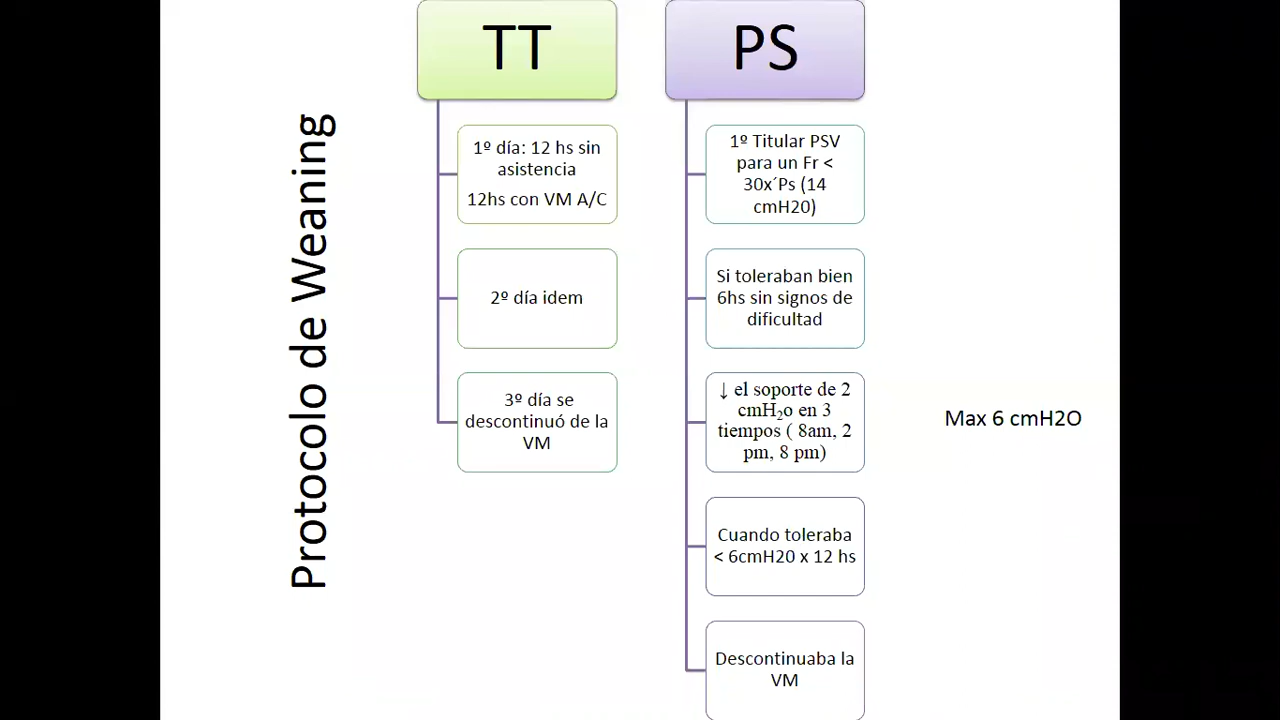 Protocolo de Weaning
TT
1º día: 12 hs sin
asistencia
12hs con VM A/C
2º día idem
3º día se
descontinuó de la
VM
PS
1º Titular PSV
para un Fr <
30x´Ps (14
cmH20)
Si toleraban bien
6hs sin signos de
dificultad
↓ el soporte de 2
cmH₂o en 3
tiempos ( 8am, 2
pm, 8 pm)
Max 6 cmH2O
Cuando toleraba
< 6cmH20 x 12 hs
Descontinuaba la
VM